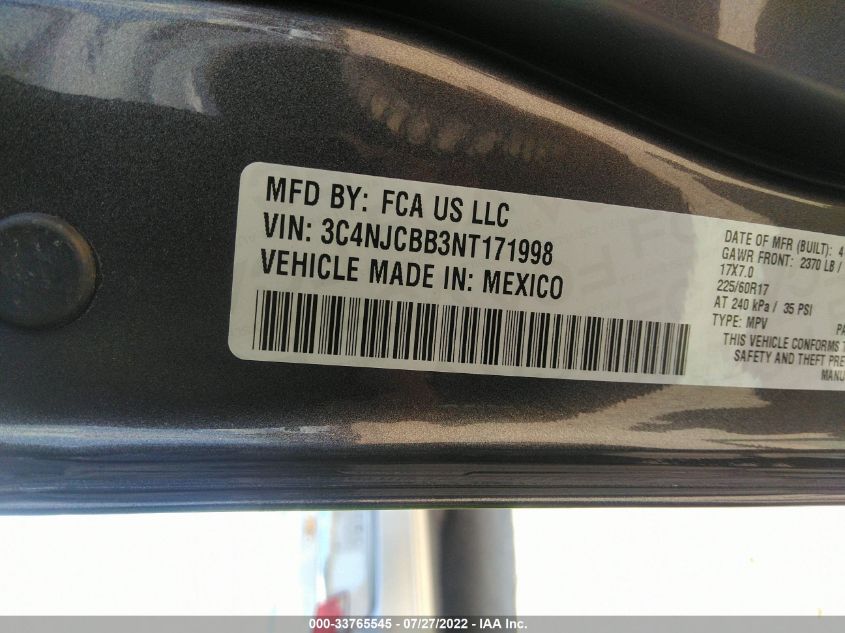 MFD BY: FCA US LLC
VIN: 3C4NJCBB3NT171998
VEHICLE MADE IN: MEXICO
DATE OF MFR (BUILT): 4
GAWR FRONT: 2370 LB /
17X7.0
225/60R17
AT 240 kPa / 35 PSI
TYPE: MPV
THIS VEHICLE CONFORMS
SAFETY AND THEFT
000-33765545 - 07/27/2022 - IAA Inc.